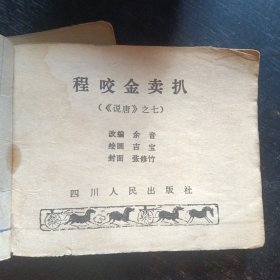 程咬金卖扒
(《说唐》之七)
改编 余音
绘画 吉宝
封面 张修竹
四川人民出版社